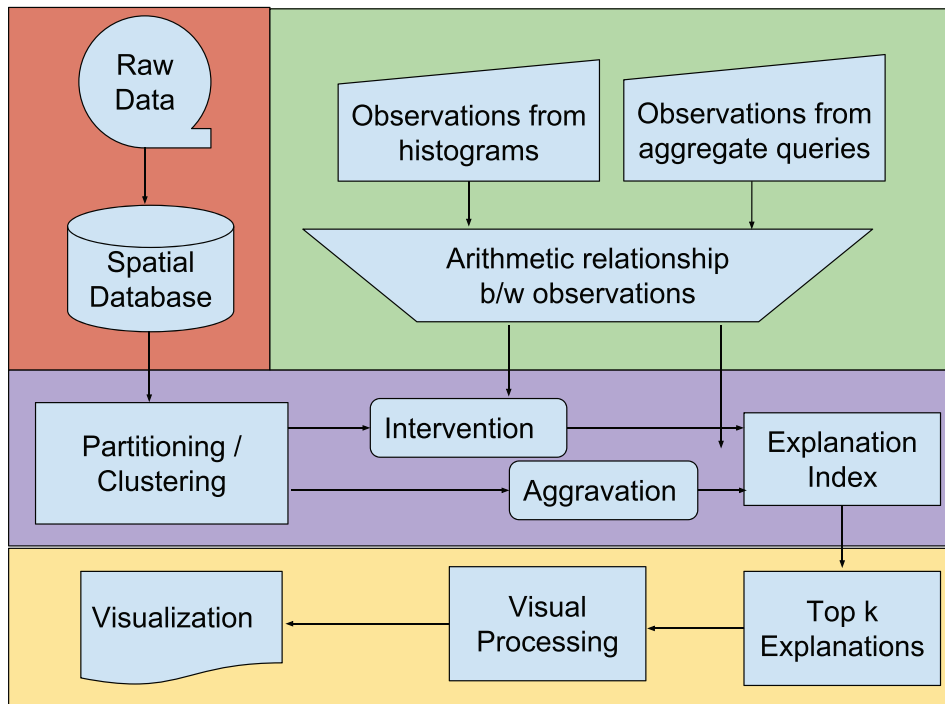 Raw
Data
Observations from
histograms
Observations from
aggregate queries
Spatial
Database
Arithmetic relationship
b/w observations
Partitioning /
Clustering
Intervention
Aggravation
Explanation
Index
Visualization
Visual
Processing
Top k
Explanations